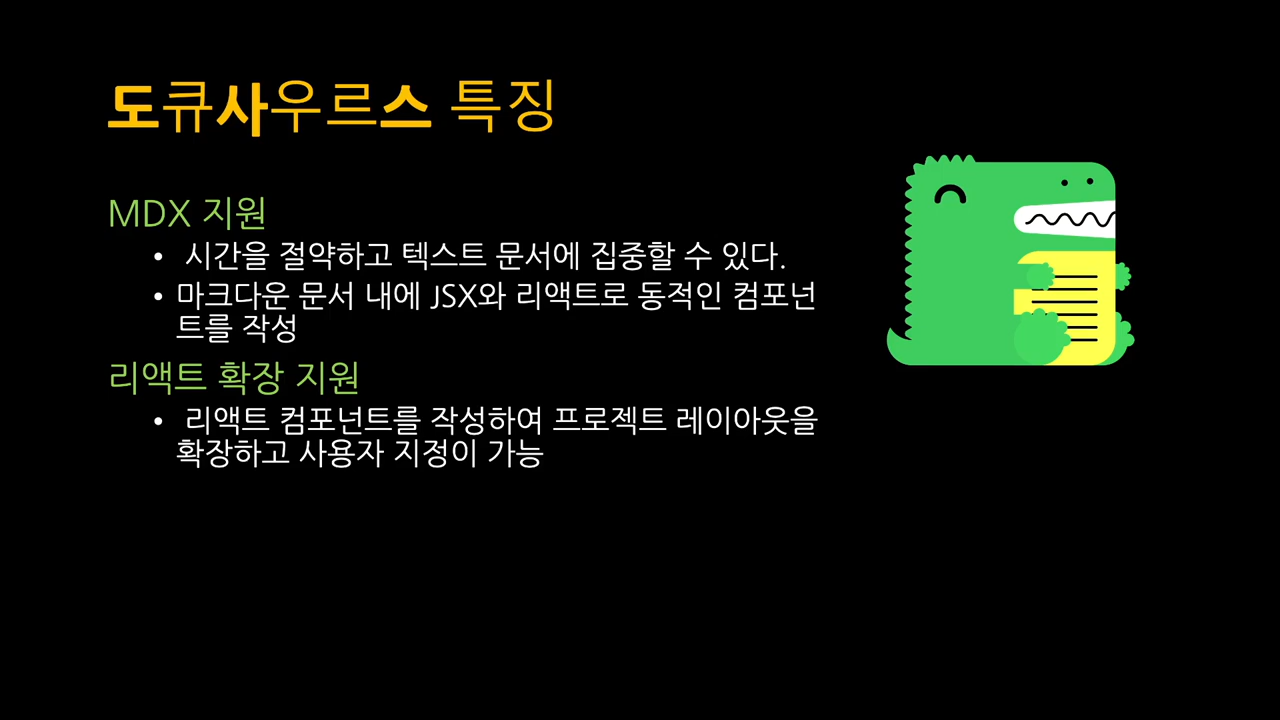 도큐사우르스 특징
MDX 지원
• 시간을 절약하고 텍스트 문서에 집중할 수 있다.
• 마크다운 문서 내에 JSX와 리액트로 동적인 컴포넌
트를 작성
리액트 확장 지원
• 리액트 컴포넌트를 작성하여 프로젝트 레이아웃을
확장하고 사용자 지정이 가능